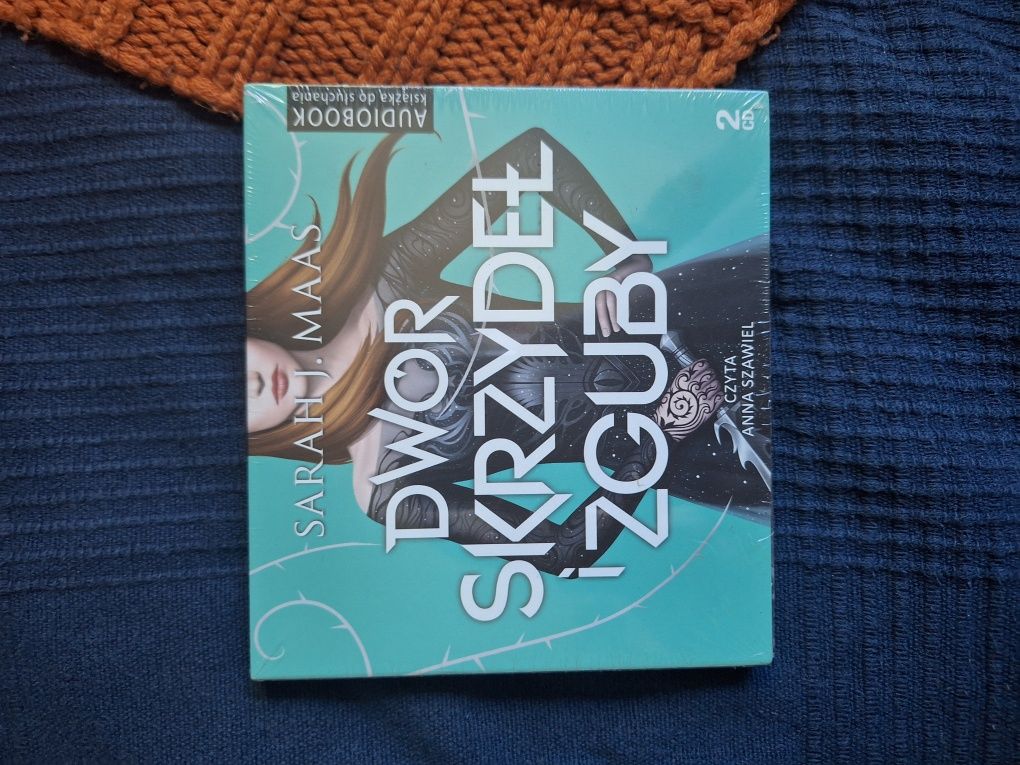 AUDIOBOOK
książka do słuchania
SARAH J. MAAS
DWÓR
SKRZYDEŁ
i ZGUBY
CZYTA
ANNA SZAWIEL
2
CD